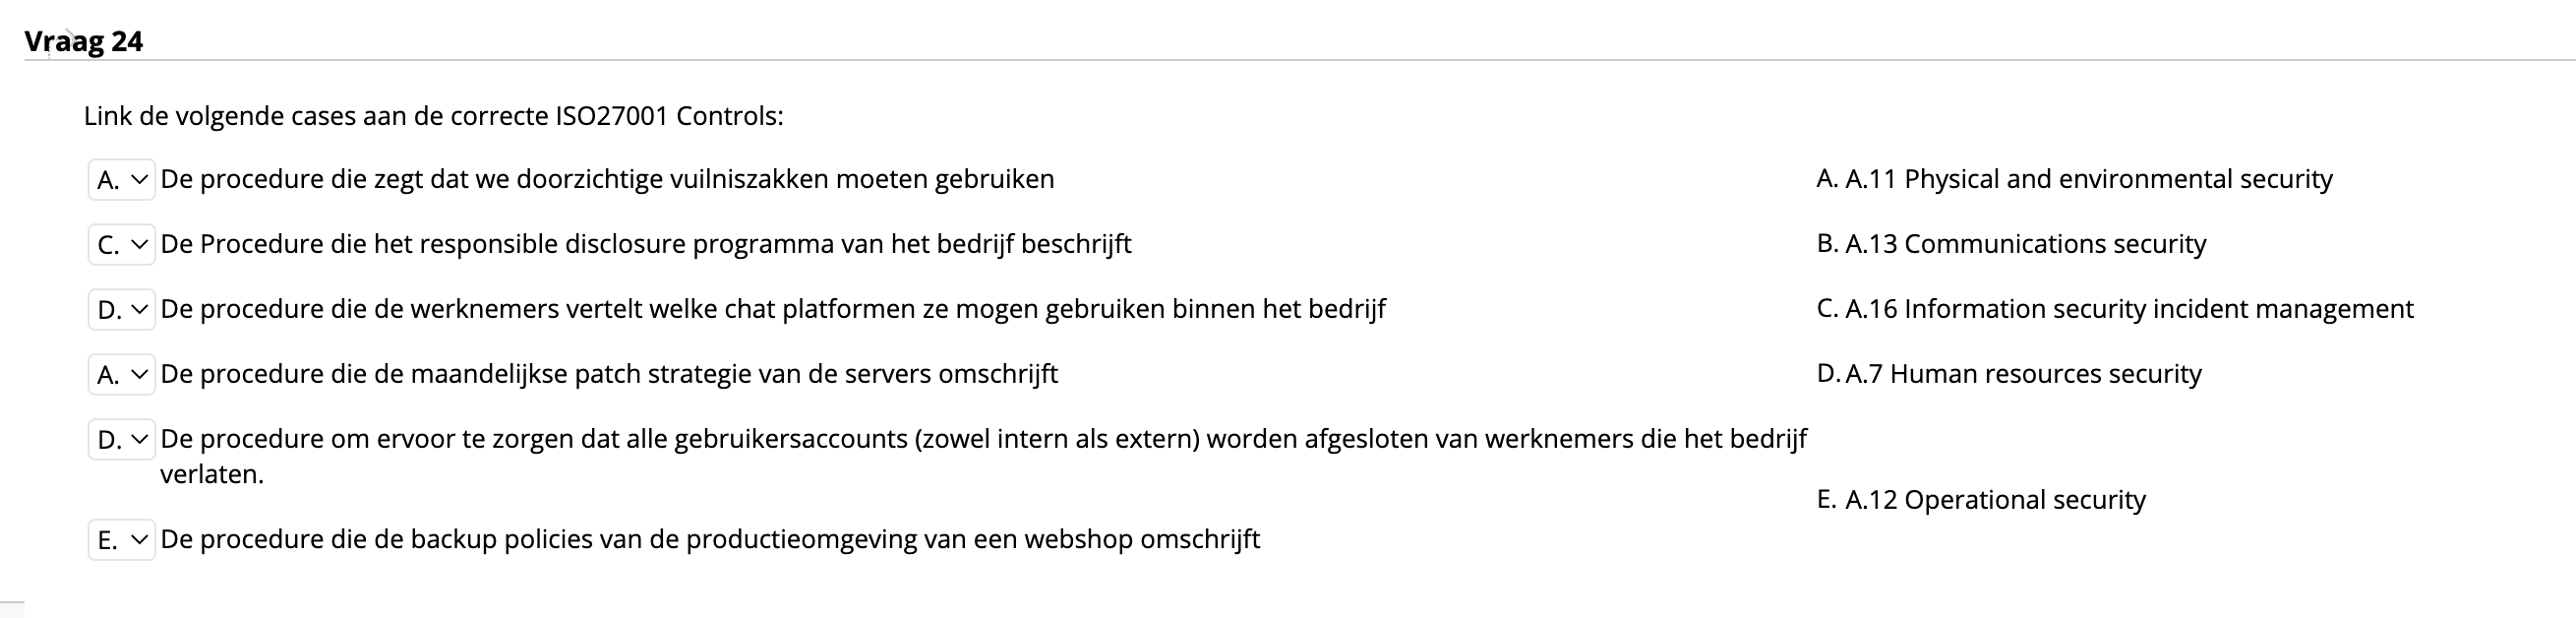 Vraag 24
Link de volgende cases aan de correcte ISO27001 Controls:
A. De procedure die zegt dat we doorzichtige vuilniszakken moeten gebruiken
C. De Procedure die het responsible disclosure programma van het bedrijf beschrijft
D. De procedure die de werknemers vertelt welke chat platformen ze mogen gebruiken binnen het bedrijf
A. De procedure die de maandelijkse patch strategie van de servers omschrijft
D. De procedure om ervoor te zorgen dat alle gebruikersaccounts (zowel intern als extern) worden afgesloten van werknemers die het bedrijf
verlaten.
E. De procedure die de backup policies van de productieomgeving van een webshop omschrijft
A. A.11 Physical and environmental security
B. A.13 Communications security
C. A.16 Information security incident management
D. A.7 Human resources security
E. A.12 Operational security